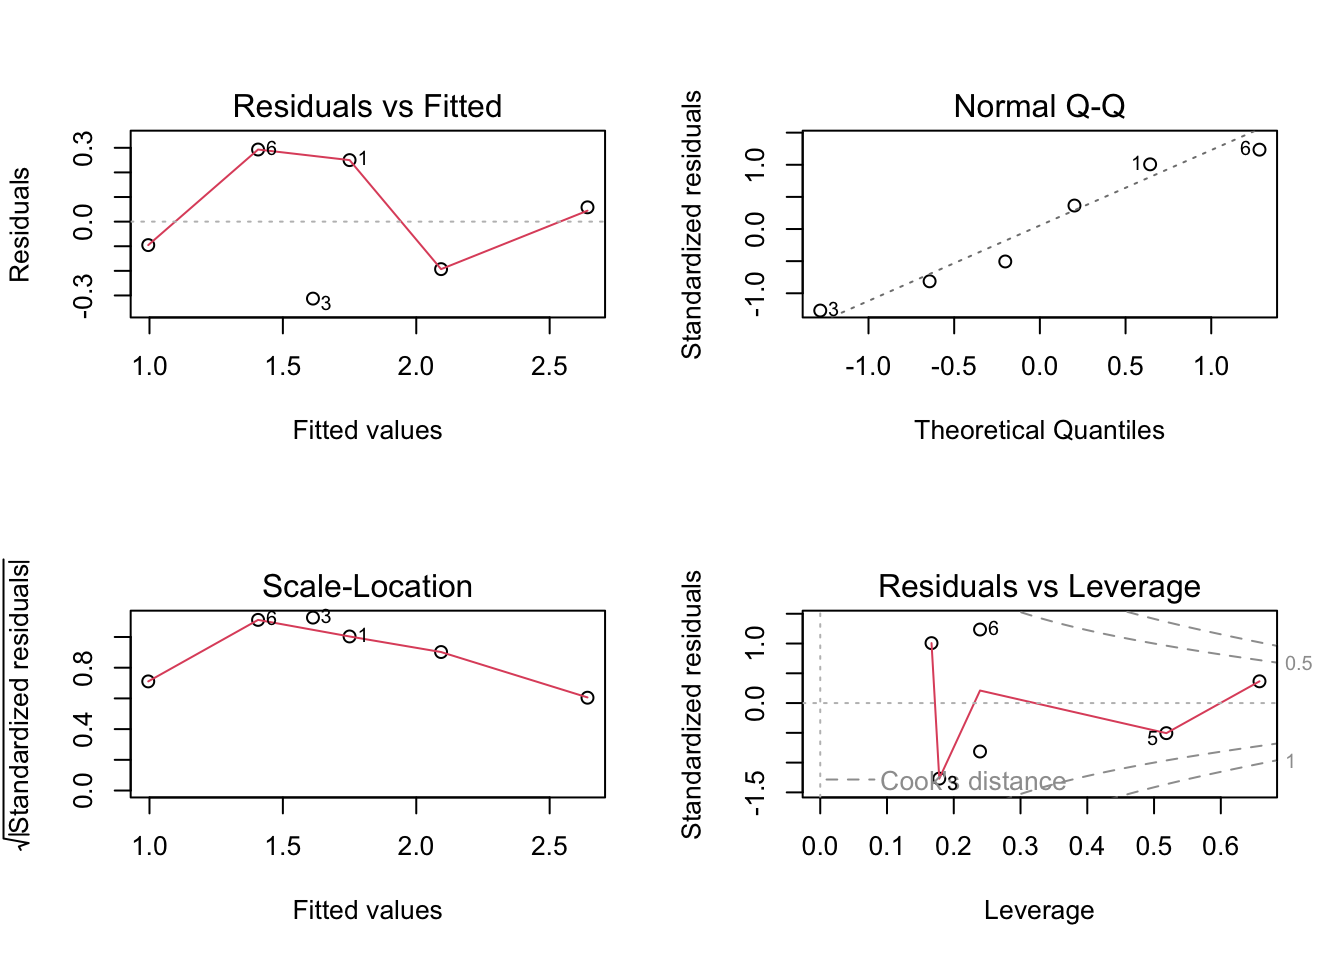 Residuals vs Fitted
Residuals
0.3
0.0
-0.3
6
1
3
1.0 1.5 2.0 2.5
Fitted values
Normal Q-Q
Standardized residuals
1.0
0.0
-1.0
1
6
3
-1.0 -0.5 0.0 0.5 1.0
Theoretical Quantiles
Scale-Location
√|Standardized residuals|
0.8
0.4
0.0
6
3
1
1.0 1.5 2.0 2.5
Fitted values
Residuals vs Leverage
Standardized residuals
1.0
0.0
-1.5
6
5
3
Cook's distance
0.5
1
0.0 0.1 0.2 0.3 0.4 0.5 0.6
Leverage